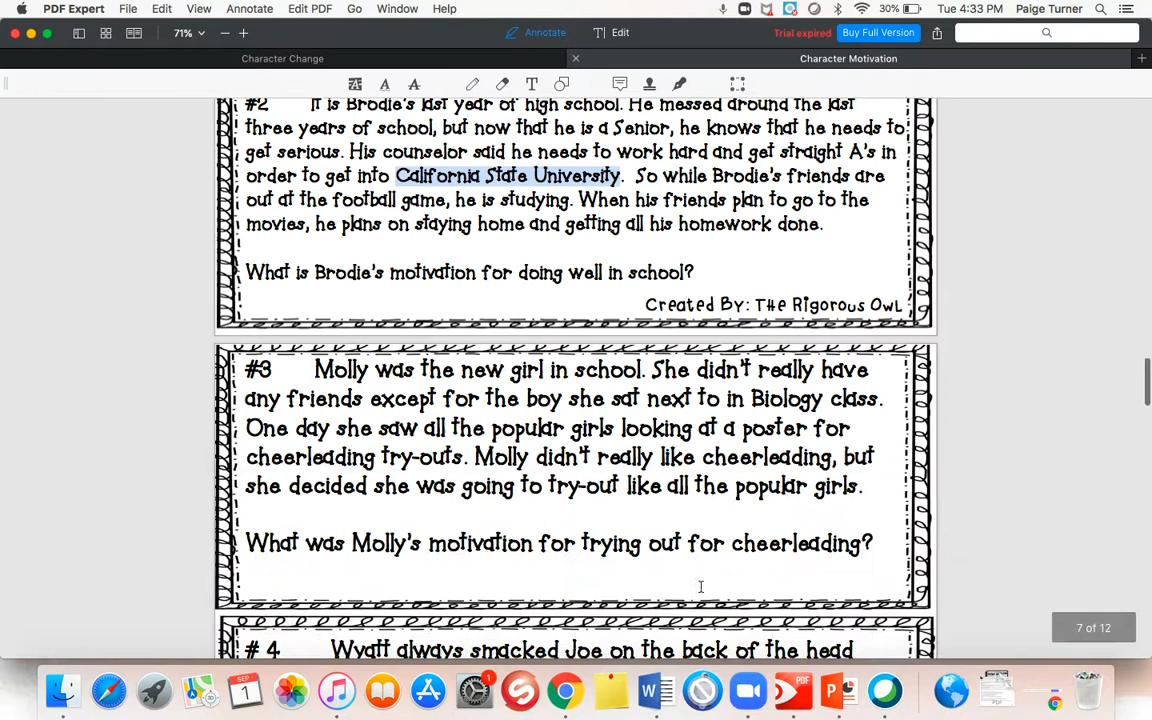 PDF Expert File Edit View Annotate Edit PDF Go Window Help 30% Tue 4:33 PM Paige Turner
71% Annotate Edit Trial expired Buy Full Version
Character Change Character Motivation
#2 It is Brodie's last year of high school. He messed around the last
three years of school, but now that he is a Senior, he knows that he needs to
get serious. His counselor said he needs to work hard and get straight A's in
order to get into California State University. So while Brodie's friends are
out at the football game, he is studying. When his friends plan to go to the
movies, he plans on staying home and getting all his homework done.
What is Brodie's motivation for doing well in school?
Created By: The Rigorous Owl
#3 Molly was the new girl in school. She didn't really have
any friends except for the boy she sat next to in Biology class.
One day she saw all the popular girls looking at a poster for
cheerleading try-outs. Molly didn't really like cheerleading, but
she decided she was going to try-out like all the popular girls.
What was Molly's motivation for trying out for cheerleading?
7 of 12
# 4 Wyatt always smacked Joe on the back of the head
SEP
1
1
PDF